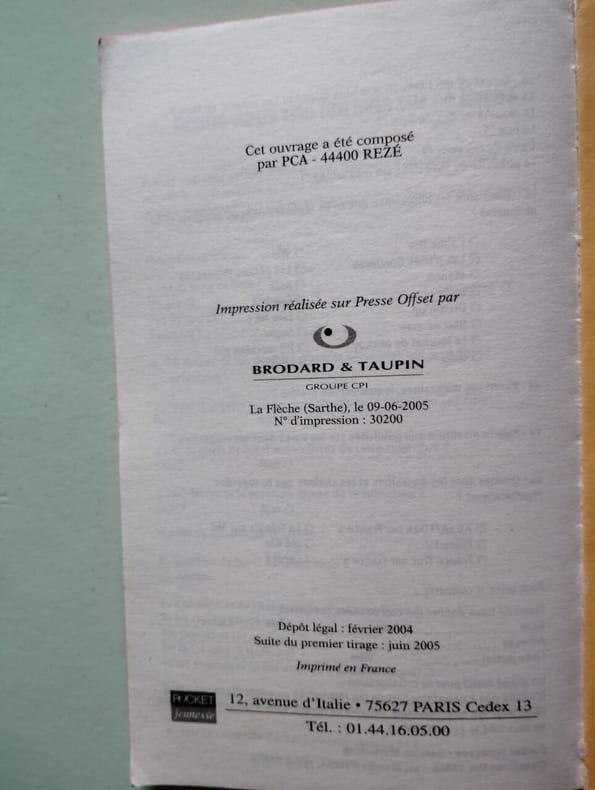 Cet ouvrage a été composé
par PCA - 44400 REZÉ
Impression réalisée sur Presse Offset par
BRODARD & TAUPIN
GROUPE CPI
La Flèche (Sarthe), le 09-06-2005
N° d'impression : 30200
Dépôt légal : février 2004
Suite du premier tirage : juin 2005
Imprimé en France
POCKET
jeunesse
12, avenue d'Italie • 75627 PARIS Cedex 13
Tél. : 01.44.16.05.00